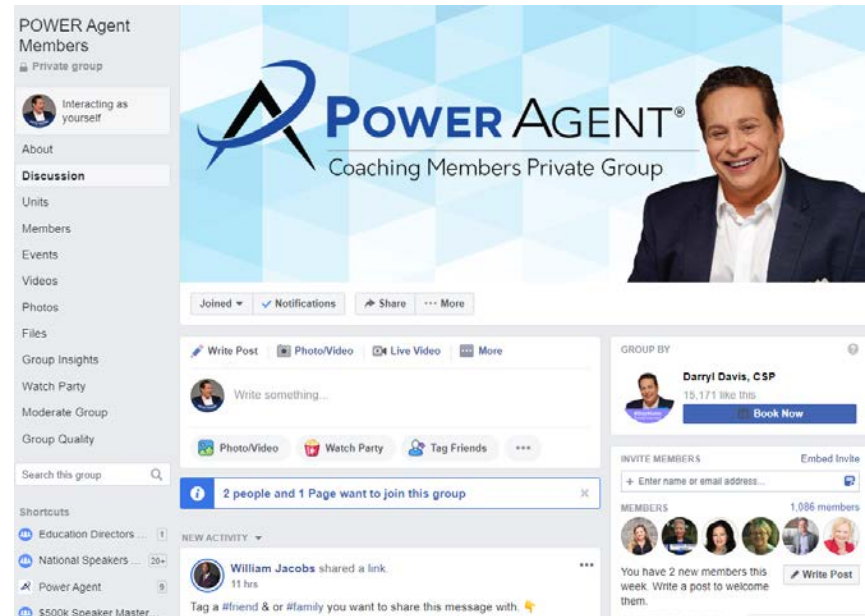 POWER Agent
Members
Private group
Interacting as
yourself
About
Discussion
Units
Members
Events
Videos
Photos
Files
Group Insights
Watch Party
Moderate Group
Group Quality
Search this group
Shortcuts
Education Directors ... 1
National Speakers ... 20+
Power Agent 9
$500k Speaker Master...
POWER AGENT®
Coaching Members Private Group
Joined Notifications Share ... More
Write Post Photo/Video Live Video More
Write something...
Photo/Video Watch Party Tag Friends ...
2 people and 1 Page want to join this group
NEW ACTIVITY
William Jacobs shared a link.
11 hrs
Tag a #friend & or #family you want to share this message with.
GROUP BY
Darryl Davis, CSP
15,171 like this
Book Now
INVITE MEMBERS Embed Invite
+ Enter name or email address...
MEMBERS 1,086 members
You have 2 new members this
week. Write a post to welcome
them.
Write Post